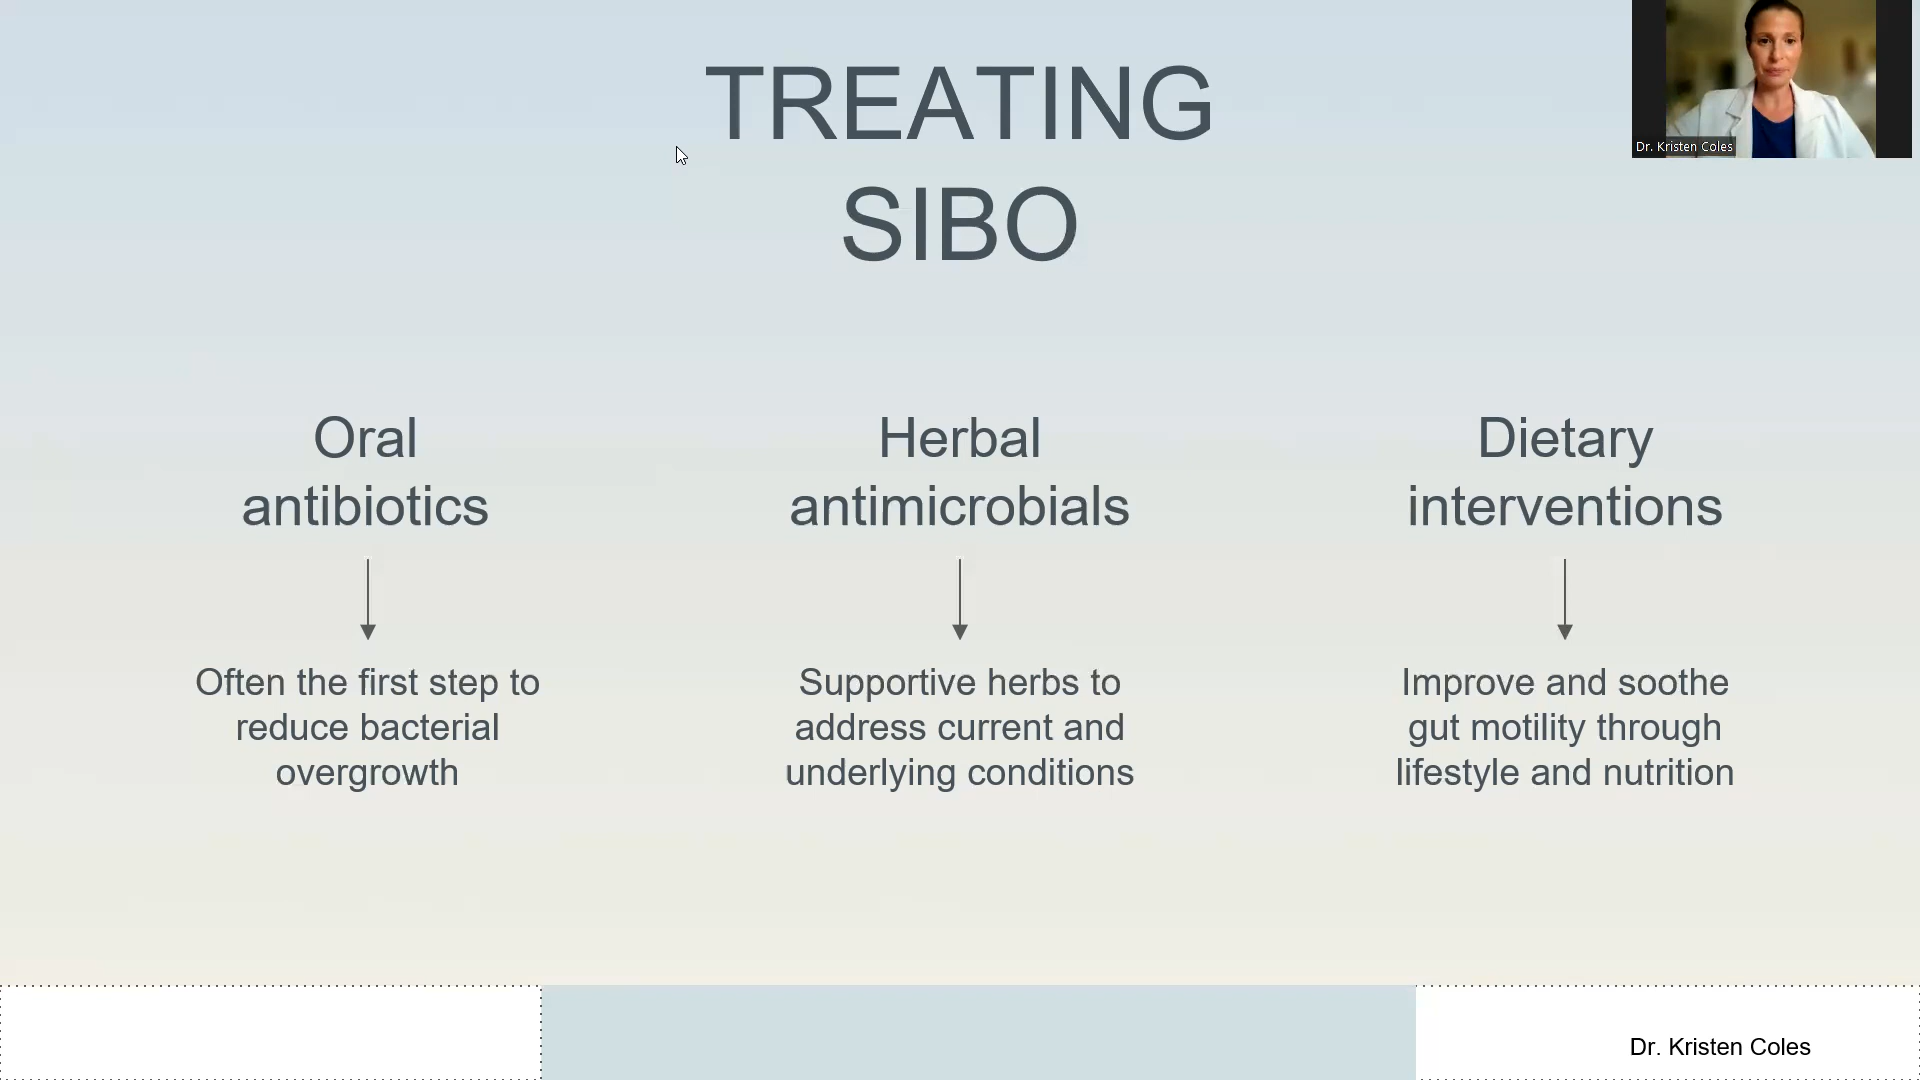 TREATING
SIBO
Dr. Kristen Coles
Oral
antibiotics
Often the first step to
reduce bacterial
overgrowth
Herbal
antimicrobials
Supportive herbs to
address current and
underlying conditions
Dietary
interventions
Improve and soothe
gut motility through
lifestyle and nutrition
Dr. Kristen Coles